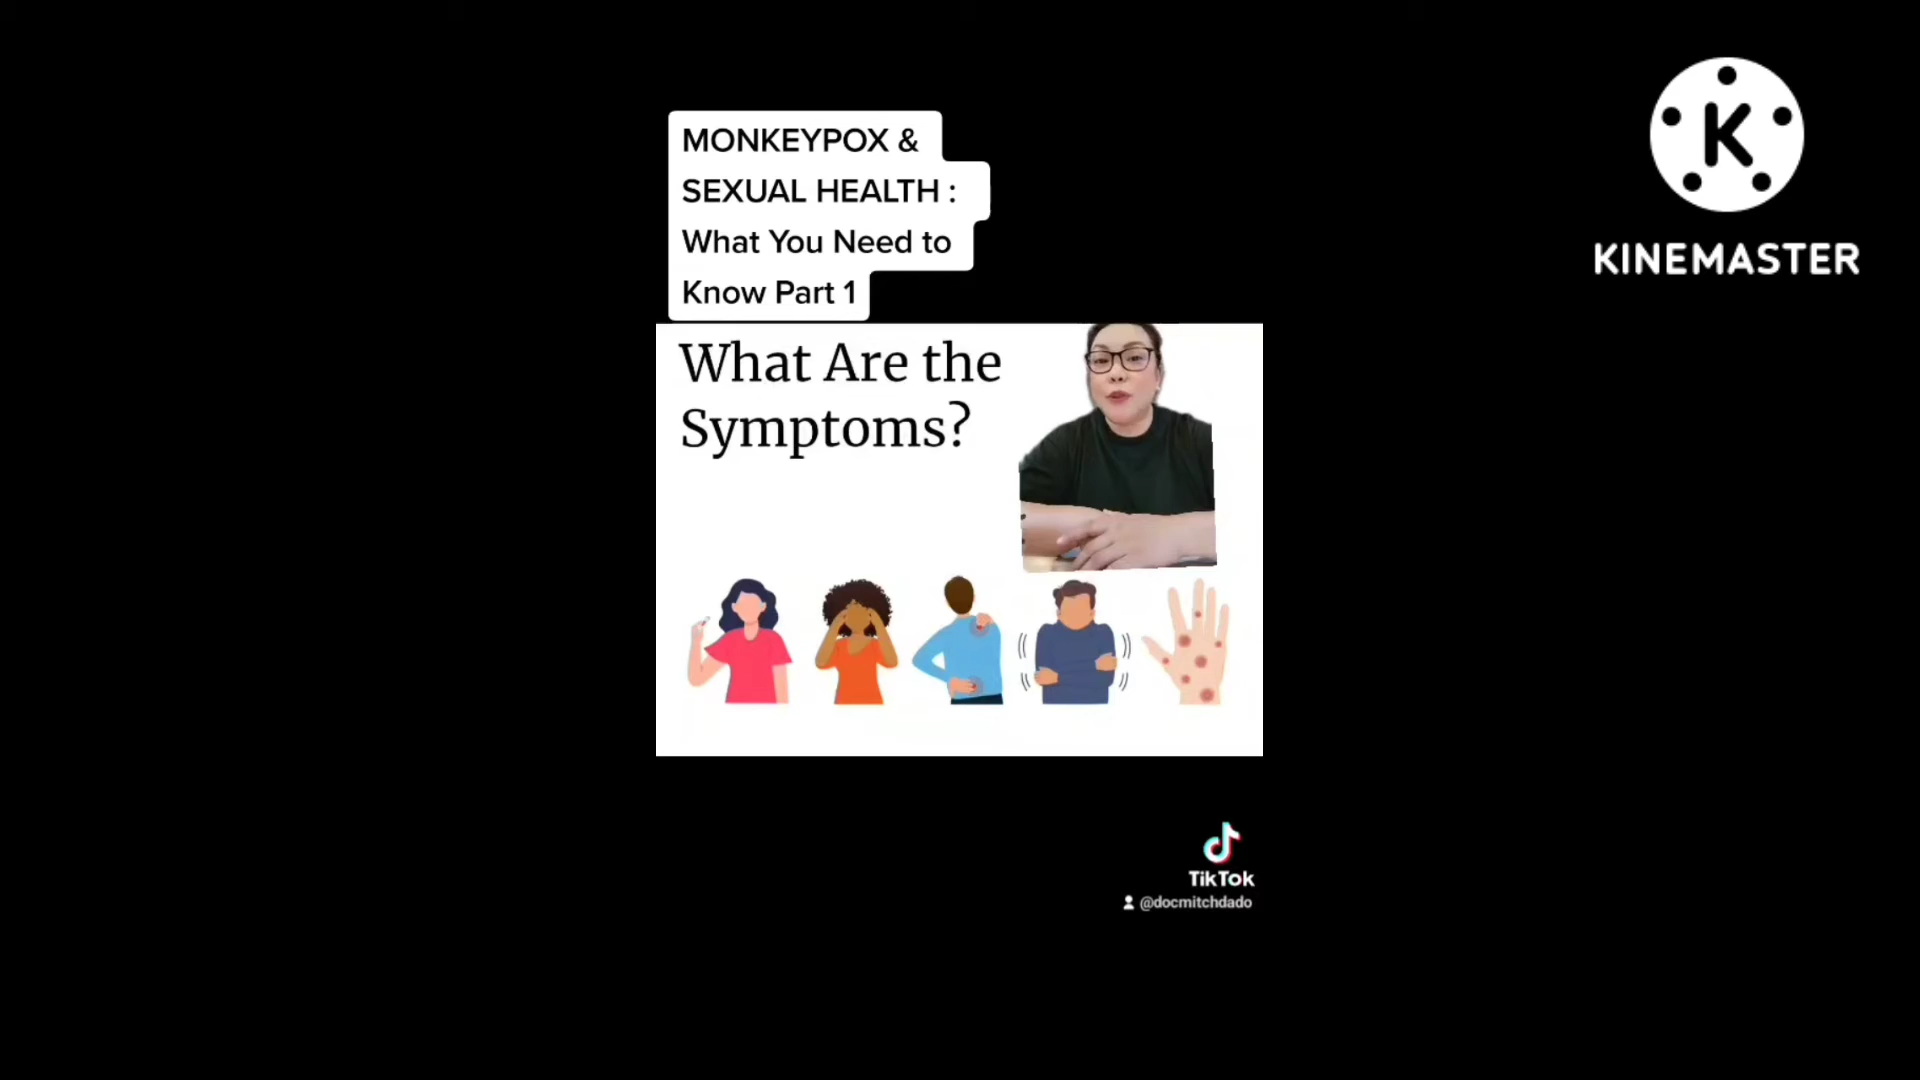 MONKEYPOX &
SEXUAL HEALTH :
What You Need to
Know Part 1
K
KINEMASTER
What Are the
Symptoms?
TikTok
@docmitchdado